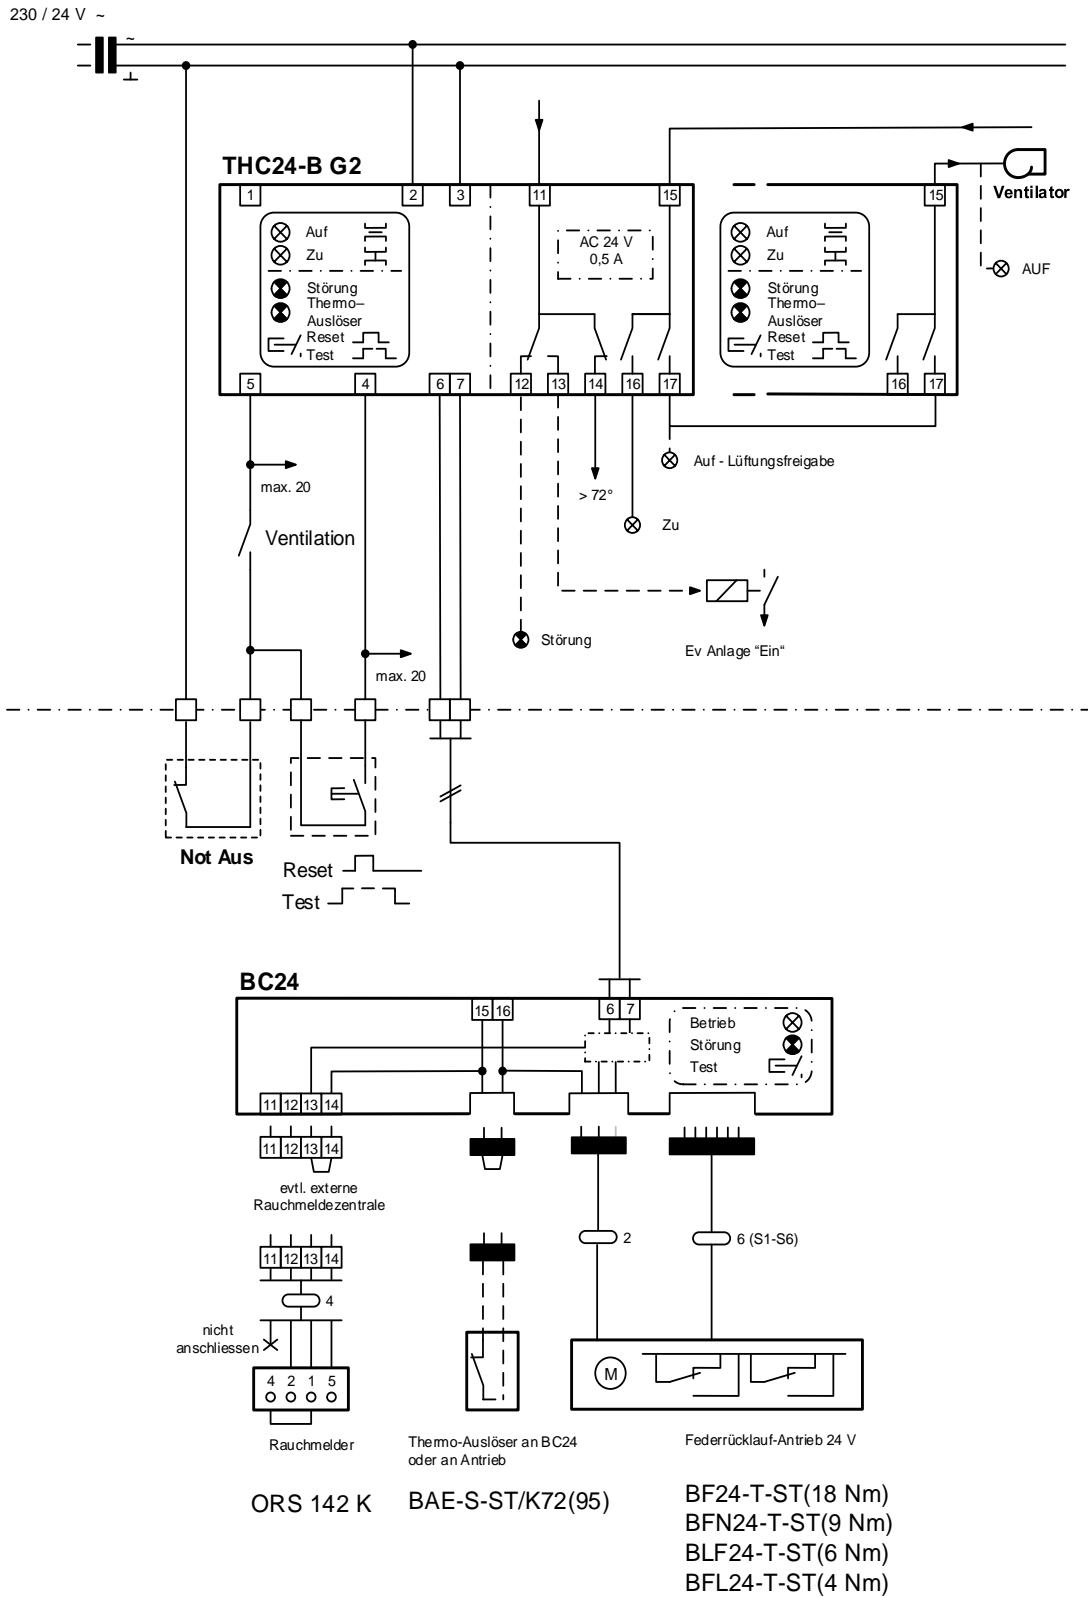 230 / 24 V ~
~
THC24-B G2
1
2
3
11
15
15
Ventilator
AUF
Auf
Zu
Störung
Thermo–
Auslöser
Reset
Test
AC 24 V
0,5 A
Auf
Zu
Störung
Thermo–
Auslöser
Reset
Test
5
4
6 7
12
13
14
16
17
16
17
max. 20
Auf - Lüftungsfreigabe
> 72°
Zu
Ventilation
Störung
Ev Anlage “Ein“
max. 20
Not Aus
Reset
Test
BC24
15 16
6 7
Betrieb
Störung
Test
11 12 13 14
11 12 13 14
evtl. externe
Rauchmeldezentrale
2
6 (S1-S6)
11 12 13 14
4
nicht
anschliessen
4 2 1 5
M
Rauchmelder
Thermo-Auslöser an BC24
oder an Antrieb
Federrücklauf-Antrieb 24 V
ORS 142 K
BAE-S-ST/K72(95)
BF24-T-ST(18 Nm)
BFN24-T-ST(9 Nm)
BLF24-T-ST(6 Nm)
BFL24-T-ST(4 Nm)